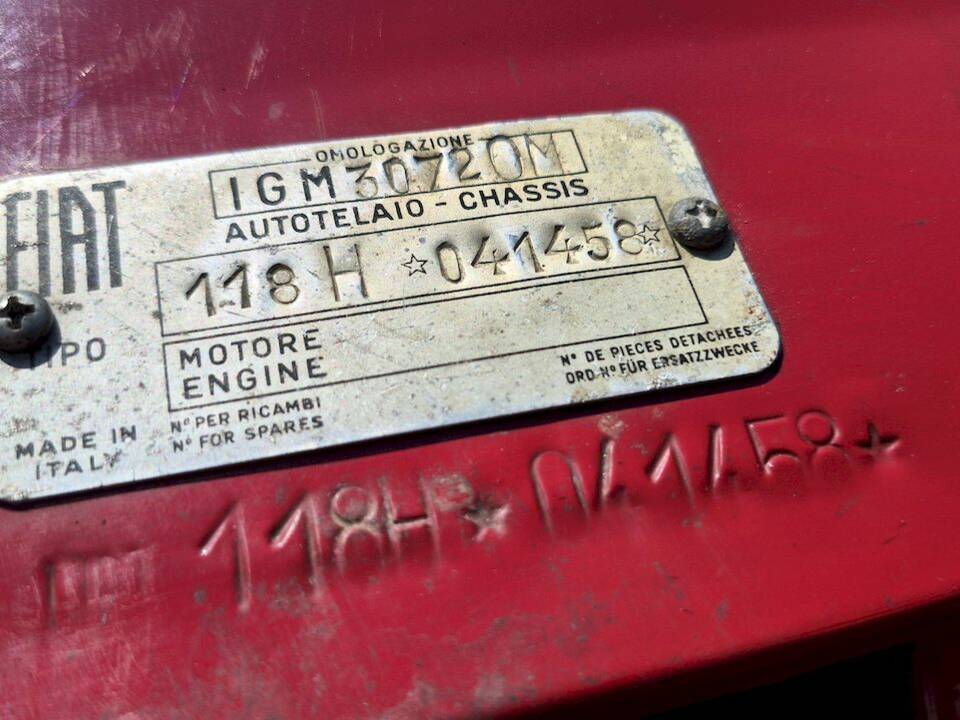 FIAT
OMOLOGAZIONE
IGM 30720M
AUTOTELAIO - CHASSIS
118H ☆041458☆
TIPO
MOTORE
ENGINE
MADE IN
ITALY
Nº PER RICAMBI
Nº FOR SPARES
Nº DE PIECES DETACHEES
ORD-Nº FÜR ERSATZZWECKE
118H ★041458★